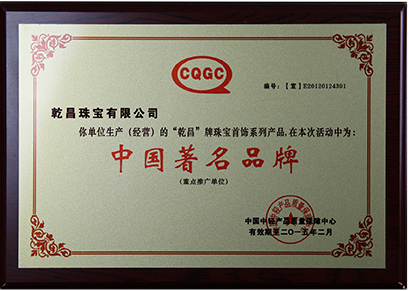 CQGC
编号：【宣】E20120124391
乾昌珠宝有限公司
你单位生产（经营）的“乾昌”牌珠宝首饰系列产品，在本次活动中为：
中国著名品牌
（重点推广单位）
中国中轻产品质量保障中心
有效期至二〇一五年二月